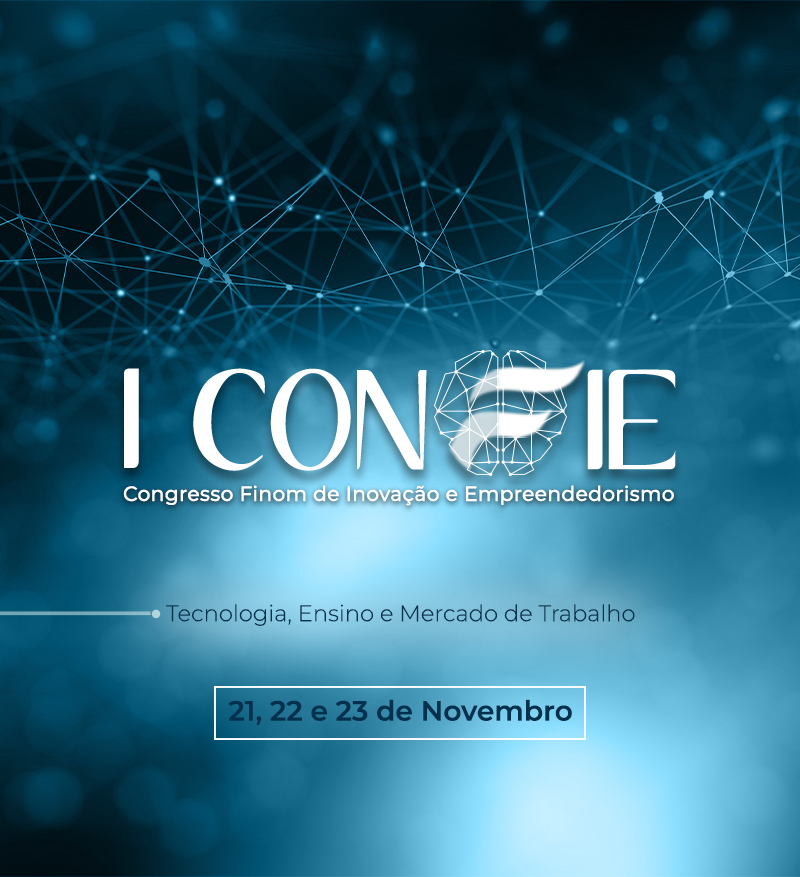 I CONFIE
Congresso Finom de Inovação e Empreendedorismo
Tecnologia, Ensino e Mercado de Trabalho
21, 22 e 23 de Novembro